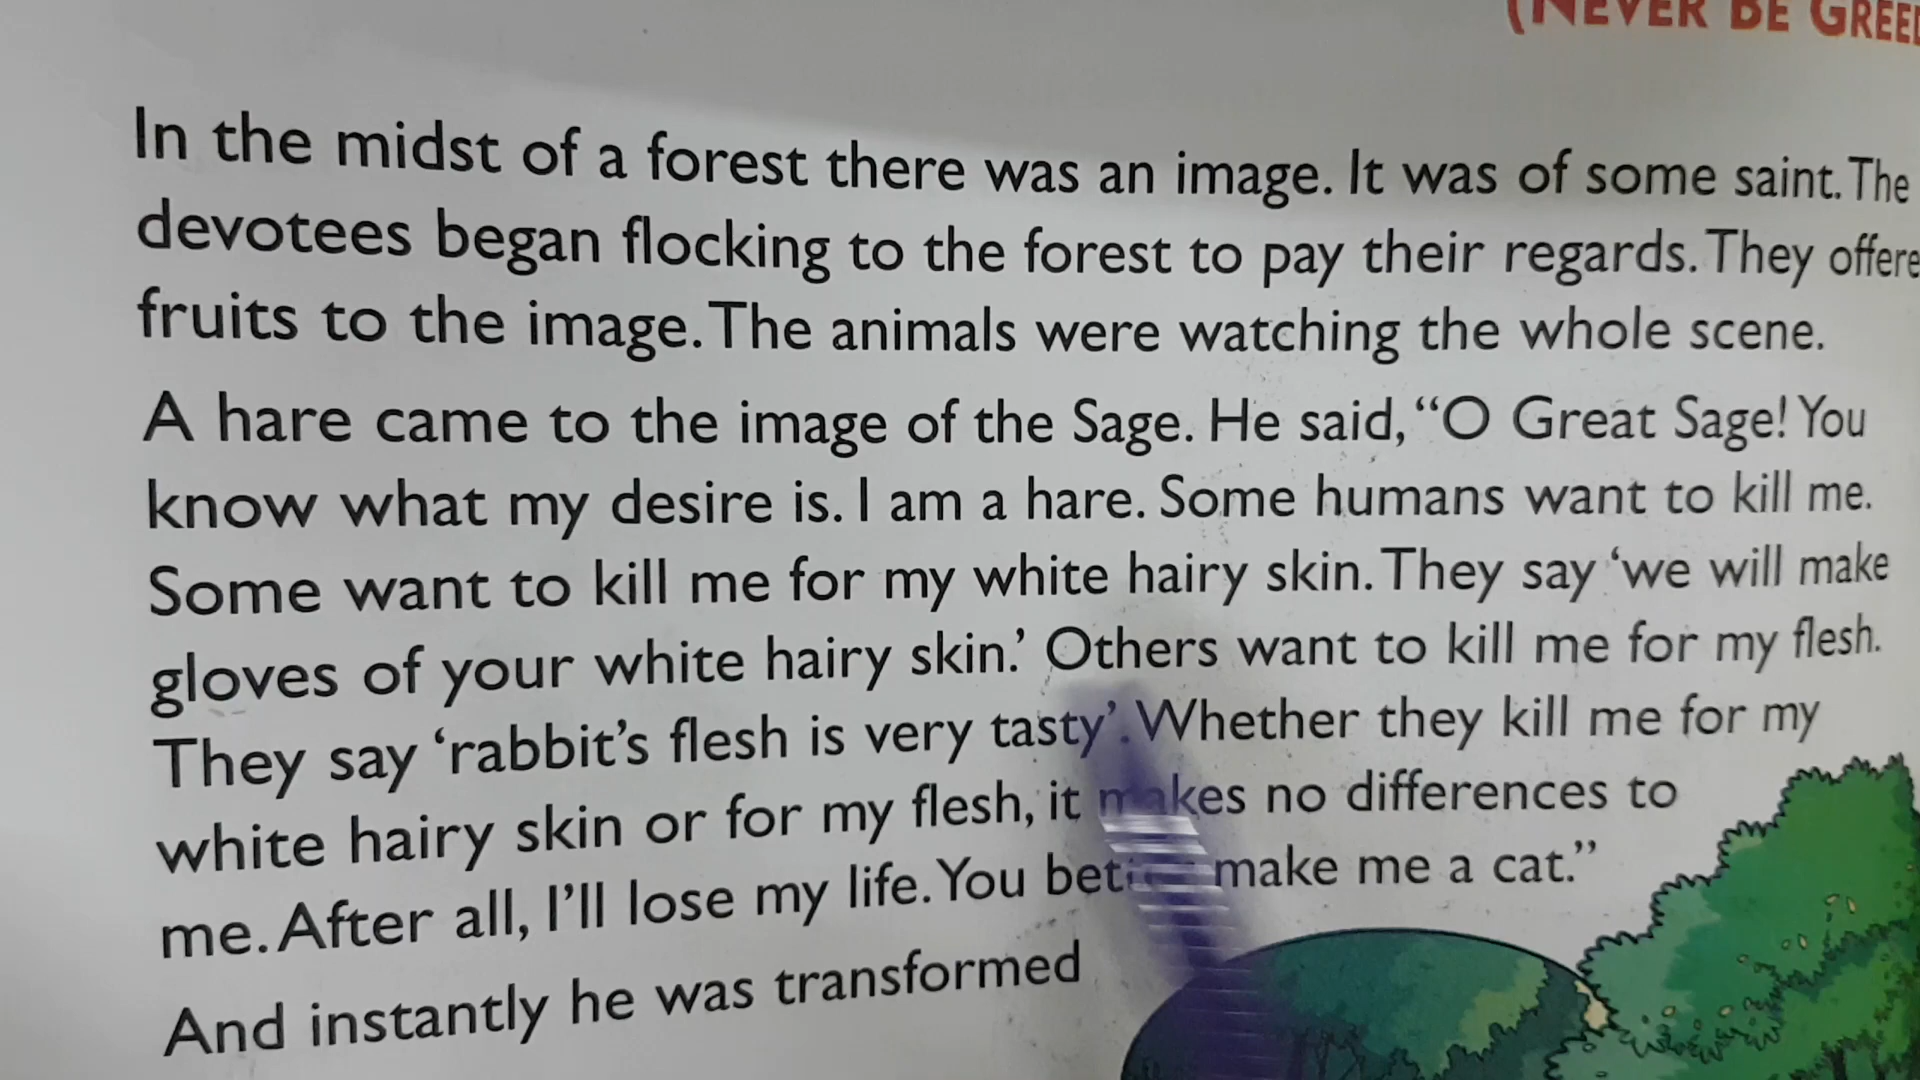 (NEVER BE GREED
In the midst of a forest there was an image. It was of some saint. The
devotees began flocking to the forest to pay their regards. They offere
fruits to the image. The animals were watching the whole scene.
A hare came to the image of the Sage. He said, “O Great Sage! You
know what my desire is. I am a hare. Some humans want to kill me.
Some want to kill me for my white hairy skin. They say ‘we will make
gloves of your white hairy skin.’ Others want to kill me for my flesh.
They say ‘rabbit’s flesh is very tasty’. Whether they kill me for my
white hairy skin or for my flesh, it makes no differences to
me. After all, I’ll lose my life. You make me a cat.”
And instantly he was transformed